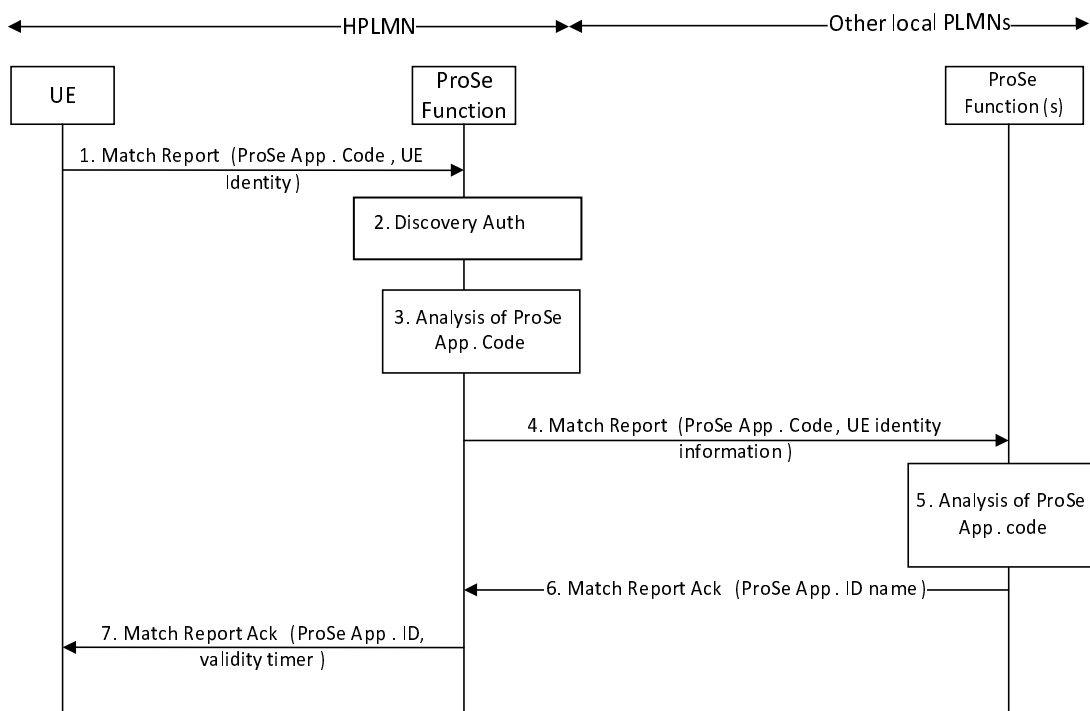 HPLMN
Other local PLMNs
UE
ProSe
Function
ProSe
Function (s)
1. Match Report (ProSe App . Code , UE
Identity )
2. Discovery Auth
3. Analysis of ProSe
App . Code
4. Match Report (ProSe App . Code , UE identity
information )
5. Analysis of ProSe
App . code
6. Match Report Ack (ProSe App . ID name )
7. Match Report Ack (ProSe App . ID,
validity timer )